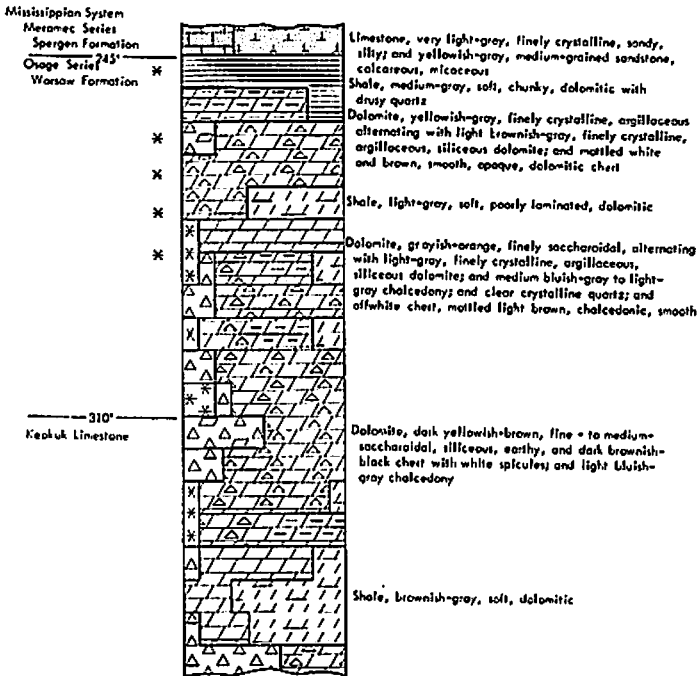 Mississippian System
Meramec Series
Spergen Formation
245'
Osage Series
Warsaw Formation
Limestone, very light-gray, finely crystalline, sandy,
silty; and yellowish-gray, medium-grained sandstone,
calcareous, micaceous
Shale, medium-gray, soft, chunky, dolomitic with
drusy quartz
Dolomite, yellowish-gray, finely crystalline, argillaceous
alternating with light brownish-gray, finely crystalline,
argillaceous, siliceous dolomite; and mottled white
and brown, smooth, opaque, dolomitic chert
Shale, light-gray, soft, poorly laminated, dolomitic
Dolomite, grayish-orange, finely saccharoidal, alternating
with light-gray, finely crystalline, argillaceous,
siliceous dolomite; and medium bluish-gray to light-
gray chalcedony; and clear crystalline quartz; and
offwhite chert, mottled light brown, chalcedonic, smooth
310'
Keokuk Limestone
Dolomite, dark yellowish-brown, fine - to medium-
saccharoidal, siliceous, earthy, and dark brownish-
black chert with white spicules; and light bluish-
gray chalcedony
Shale, brownish-gray, soft, dolomitic